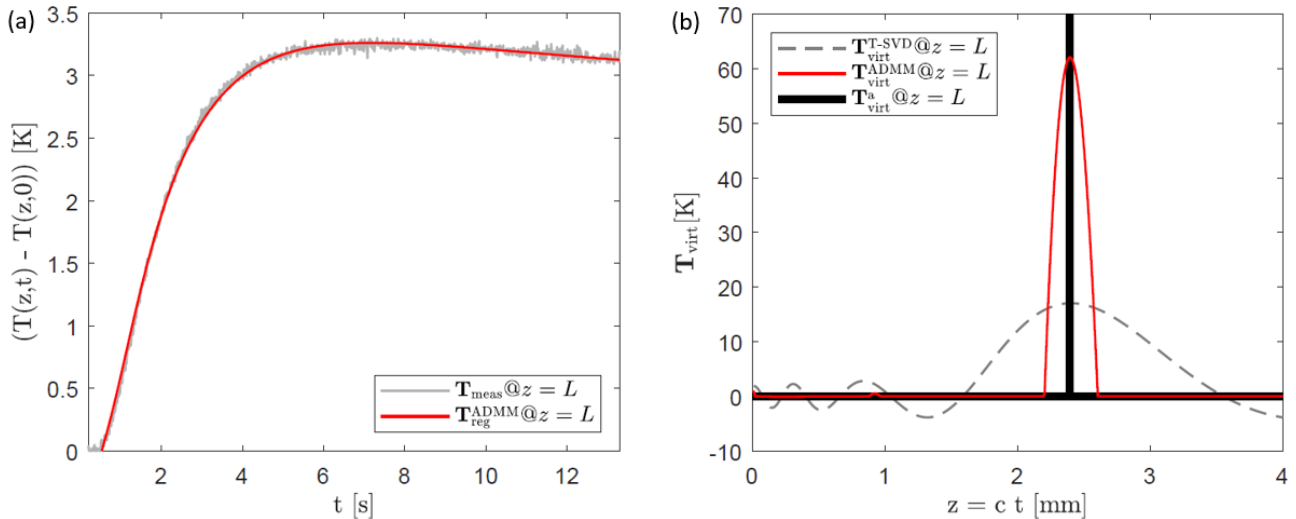 (a)
3.5
3
2.5
2
1.5
1
0.5
0
(T(z,t) - T(z,0)) [K]
T_meas @z = L
T_reg^ADMM @z = L
2
4
6
8
10
12
t [s]
(b)
70
60
50
40
30
20
10
0
-10
T_virt [K]
T_virt^T-SVD @z = L
T_virt^ADMM @z = L
T_virt^a @z = L
0
1
2
3
4
z = c t [mm]